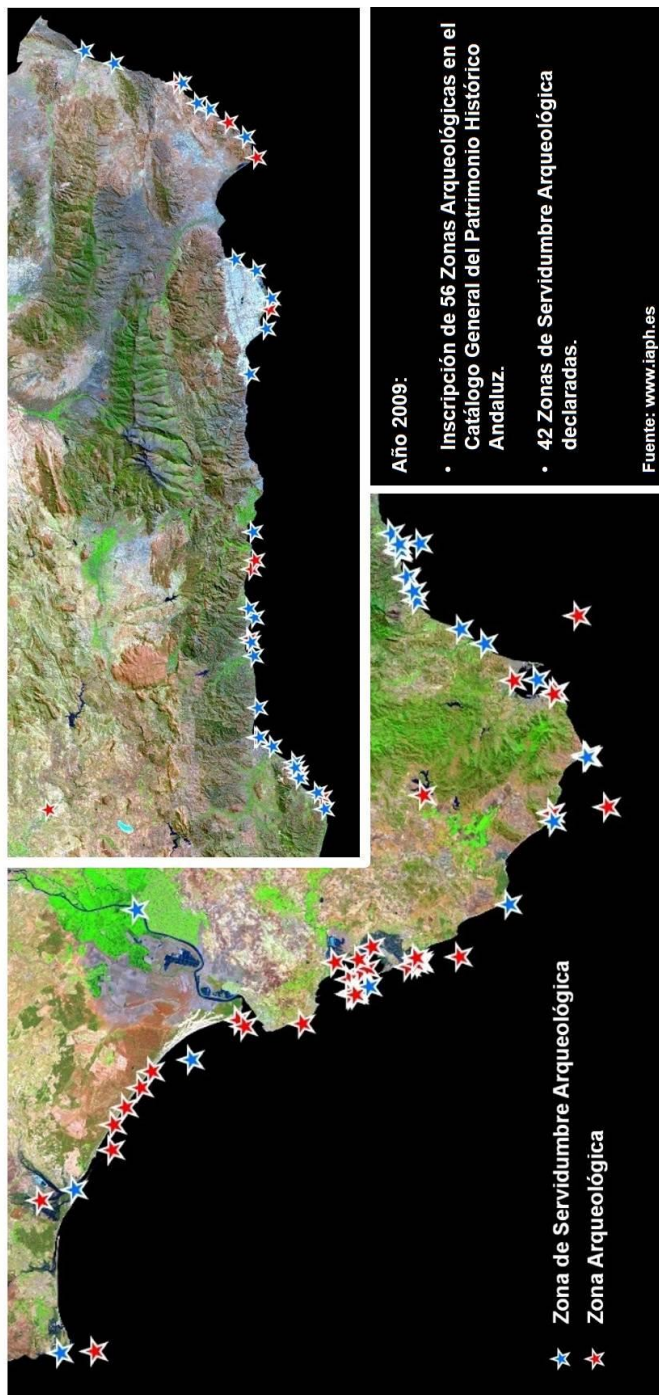 Año 2009:
• Inscripción de 56 Zonas Arqueológicas en el
Catálogo General del Patrimonio Histórico
Andaluz.
• 42 Zonas de Servidumbre Arqueológica
declaradas.
Fuente: www.iaph.es
Zona de Servidumbre Arqueológica
Zona Arqueológica